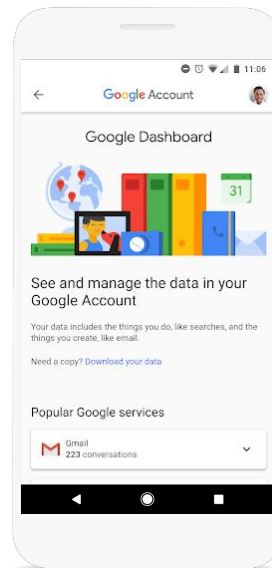 11:06
Google Account
Google Dashboard
31
See and manage the data in your
Google Account
Your data includes the things you do, like searches, and the
things you create, like email.
Need a copy? Download your data
Popular Google services
Gmail
223 conversations